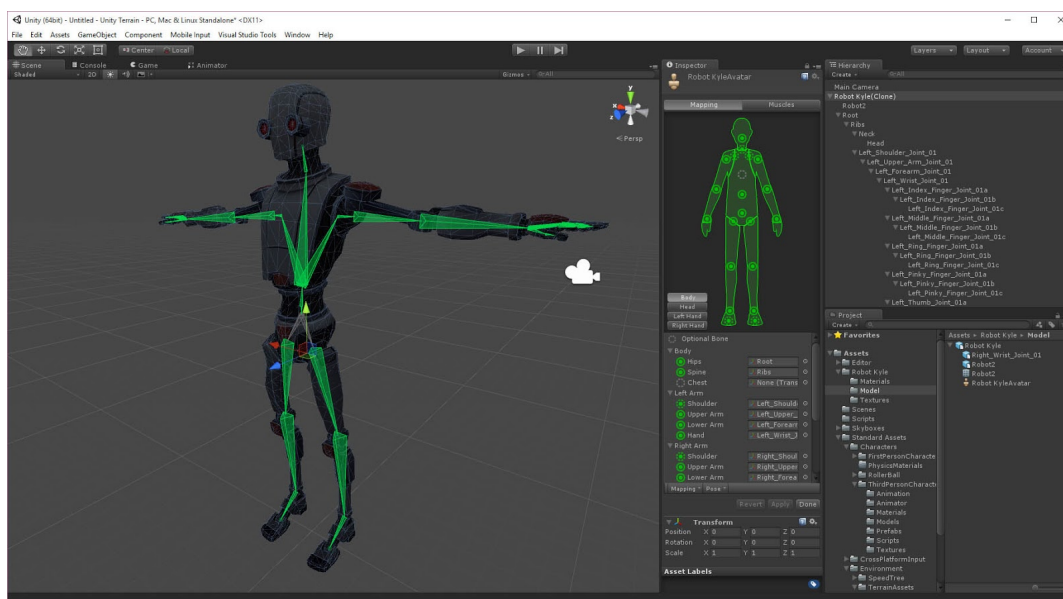 Unity (64bit) - Untitled - Unity Terrain - PC, Mac & Linux Standalone* <DX11>
File Edit Assets GameObject Component Mobile Input Visual Studio Tools Window Help
Center Local
Layers Layout Account
Scene Console Game Animator
Shaded 2D Gizmos All
y
x
z
Persp
Inspector
Robot KyleAvatar
Mapping Muscles
Body
Head
Left Hand
Right Hand
Optional Bone
Body
Hips Root
Spine Ribs
Chest None (Trans
Left Arm
Shoulder Left_Should
Upper Arm Left_Upper_
Lower Arm Left_Forearr
Hand Left_Wrist_J
Right Arm
Shoulder Right_Shoul
Upper Arm Right_Upper
Lower Arm Right_Forea
Mapping Pose
Revert Apply Done
Transform
Position X 0 Y 0 Z 0
Rotation X 0 Y 0 Z 0
Scale X 1 Y 1 Z 1
Asset Labels
Hierarchy
Create All
Main Camera
Robot Kyle(Clone)
Robot2
Root
Ribs
Neck
Head
Left_Shoulder_Joint_01
Left_Upper_Arm_Joint_01
Left_Forearm_Joint_01
Left_Wrist_Joint_01
Left_Index_Finger_Joint_01a
Left_Index_Finger_Joint_01b
Left_Index_Finger_Joint_01c
Left_Middle_Finger_Joint_01a
Left_Middle_Finger_Joint_01b
Left_Middle_Finger_Joint_01c
Left_Ring_Finger_Joint_01a
Left_Ring_Finger_Joint_01b
Left_Ring_Finger_Joint_01c
Left_Pinky_Finger_Joint_01a
Left_Pinky_Finger_Joint_01b
Left_Pinky_Finger_Joint_01c
Left_Thumb_Joint_01a
Project
Create
Favorites
Assets
Editor
Robot Kyle
Materials
Model
Textures
Scenes
Scripts
Skyboxes
Standard Assets
Characters
FirstPersonCharacte
PhysicsMaterials
RollerBall
ThirdPersonCharacte
Animation
Animator
Materials
Models
Prefabs
Scripts
Textures
CrossPlatformInput
Environment
SpeedTree
TerrainAssets
Assets Robot Kyle Model
Robot Kyle
Right_Wrist_Joint_01
Robot2
Robot2
Robot KyleAvatar